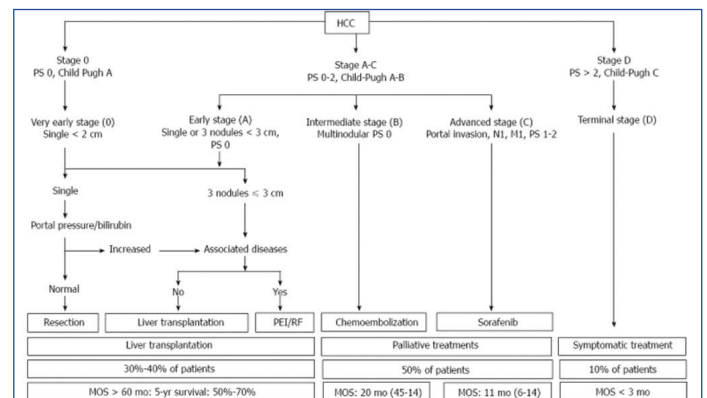 HCC
Stage 0
PS 0, Child Pugh A
Stage A-C
PS 0-2, Child-Pugh A-B
Stage D
PS > 2, Child-Pugh C
Very early stage (0)
Single < 2 cm
Early stage (A)
Single or 3 nodules < 3 cm,
PS 0
Intermediate stage (B)
Multinodular PS 0
Advanced stage (C)
Portal invasion, N1, M1, PS 1-2
Terminal stage (D)
Single
3 nodules ≤ 3 cm
Portal pressure/bilirubin
Increased
Associated diseases
Normal
No
Yes
Resection
Liver transplantation
PEI/RF
Chemoembolization
Sorafenib
Liver transplantation
Palliative treatments
Symptomatic treatment
30%-40% of patients
50% of patients
10% of patients
MOS > 60 mo: 5-yr survival: 50%-70%
MOS: 20 mo (45-14)
MOS: 11 mo (6-14)
MOS < 3 mo